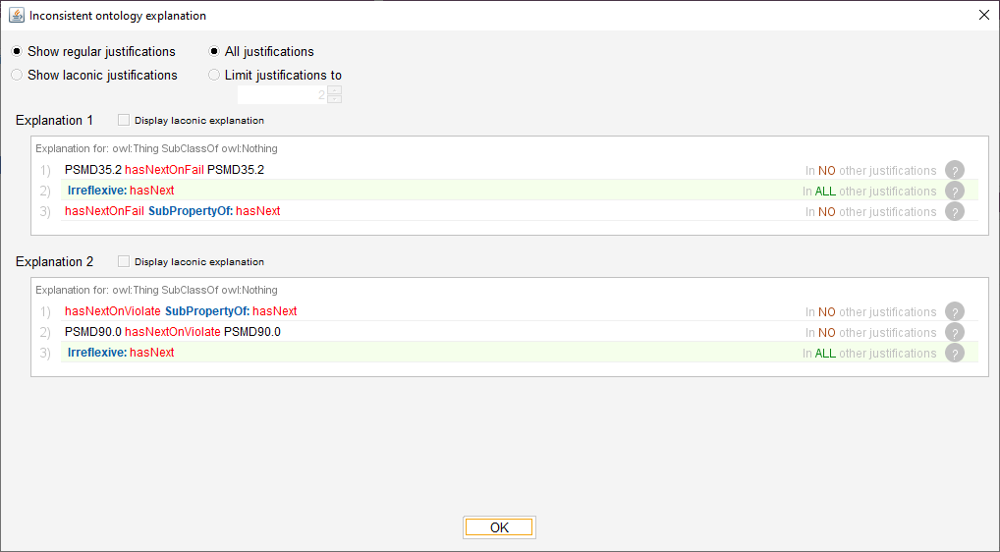 Inconsistent ontology explanation
Show regular justifications All justifications
Show laconic justifications Limit justifications to
2
Explanation 1 Display laconic explanation
Explanation for: owl:Thing SubClassOf owl:Nothing
1) PSMD35.2 hasNextOnFail PSMD35.2 In NO other justifications ?
2) Irreflexive: hasNext In ALL other justifications ?
3) hasNextOnFail SubPropertyOf: hasNext In NO other justifications ?
Explanation 2 Display laconic explanation
Explanation for: owl:Thing SubClassOf owl:Nothing
1) hasNextOnViolate SubPropertyOf: hasNext In NO other justifications ?
2) PSMD90.0 hasNextOnViolate PSMD90.0 In NO other justifications ?
3) Irreflexive: hasNext In ALL other justifications ?
OK